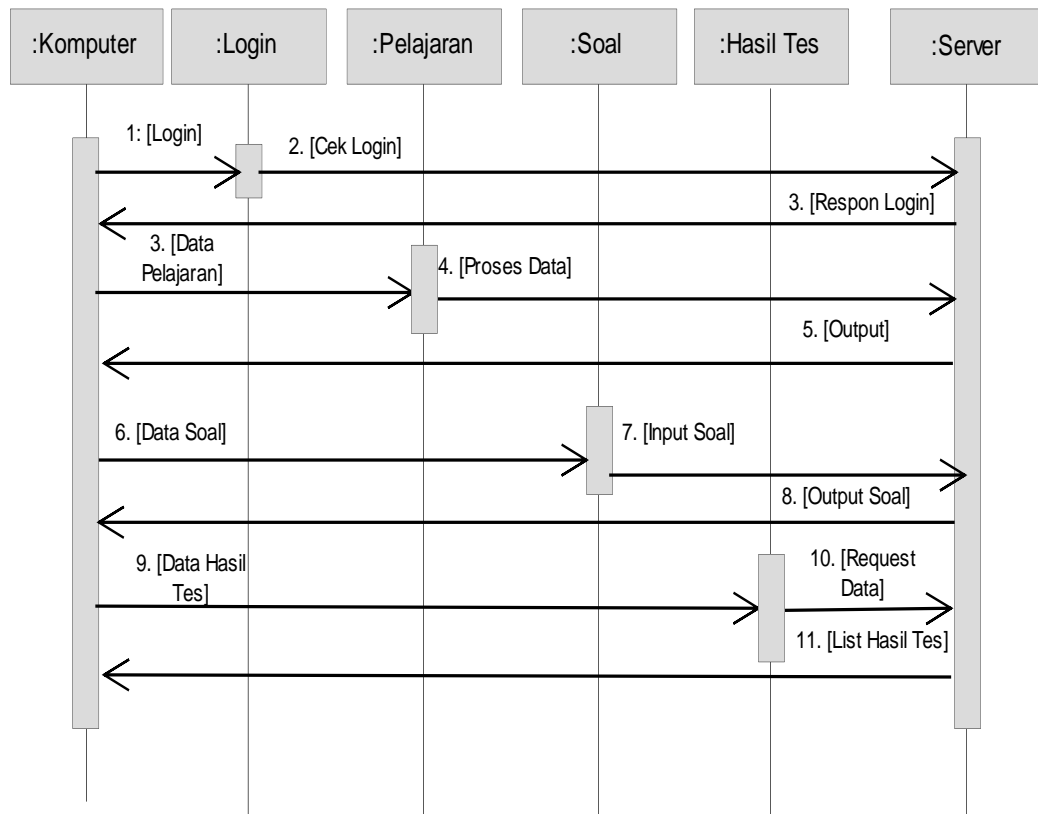 :Komputer
:Login
:Pelajaran
:Soal
:Hasil Tes
:Server
1: [Login]
2. [Cek Login]
3. [Respon Login]
3. [Data
Pelajaran]
4. [Proses Data]
5. [Output]
6. [Data Soal]
7. [Input Soal]
8. [Output Soal]
9. [Data Hasil
Tes]
10. [Request
Data]
11. [List Hasil Tes]